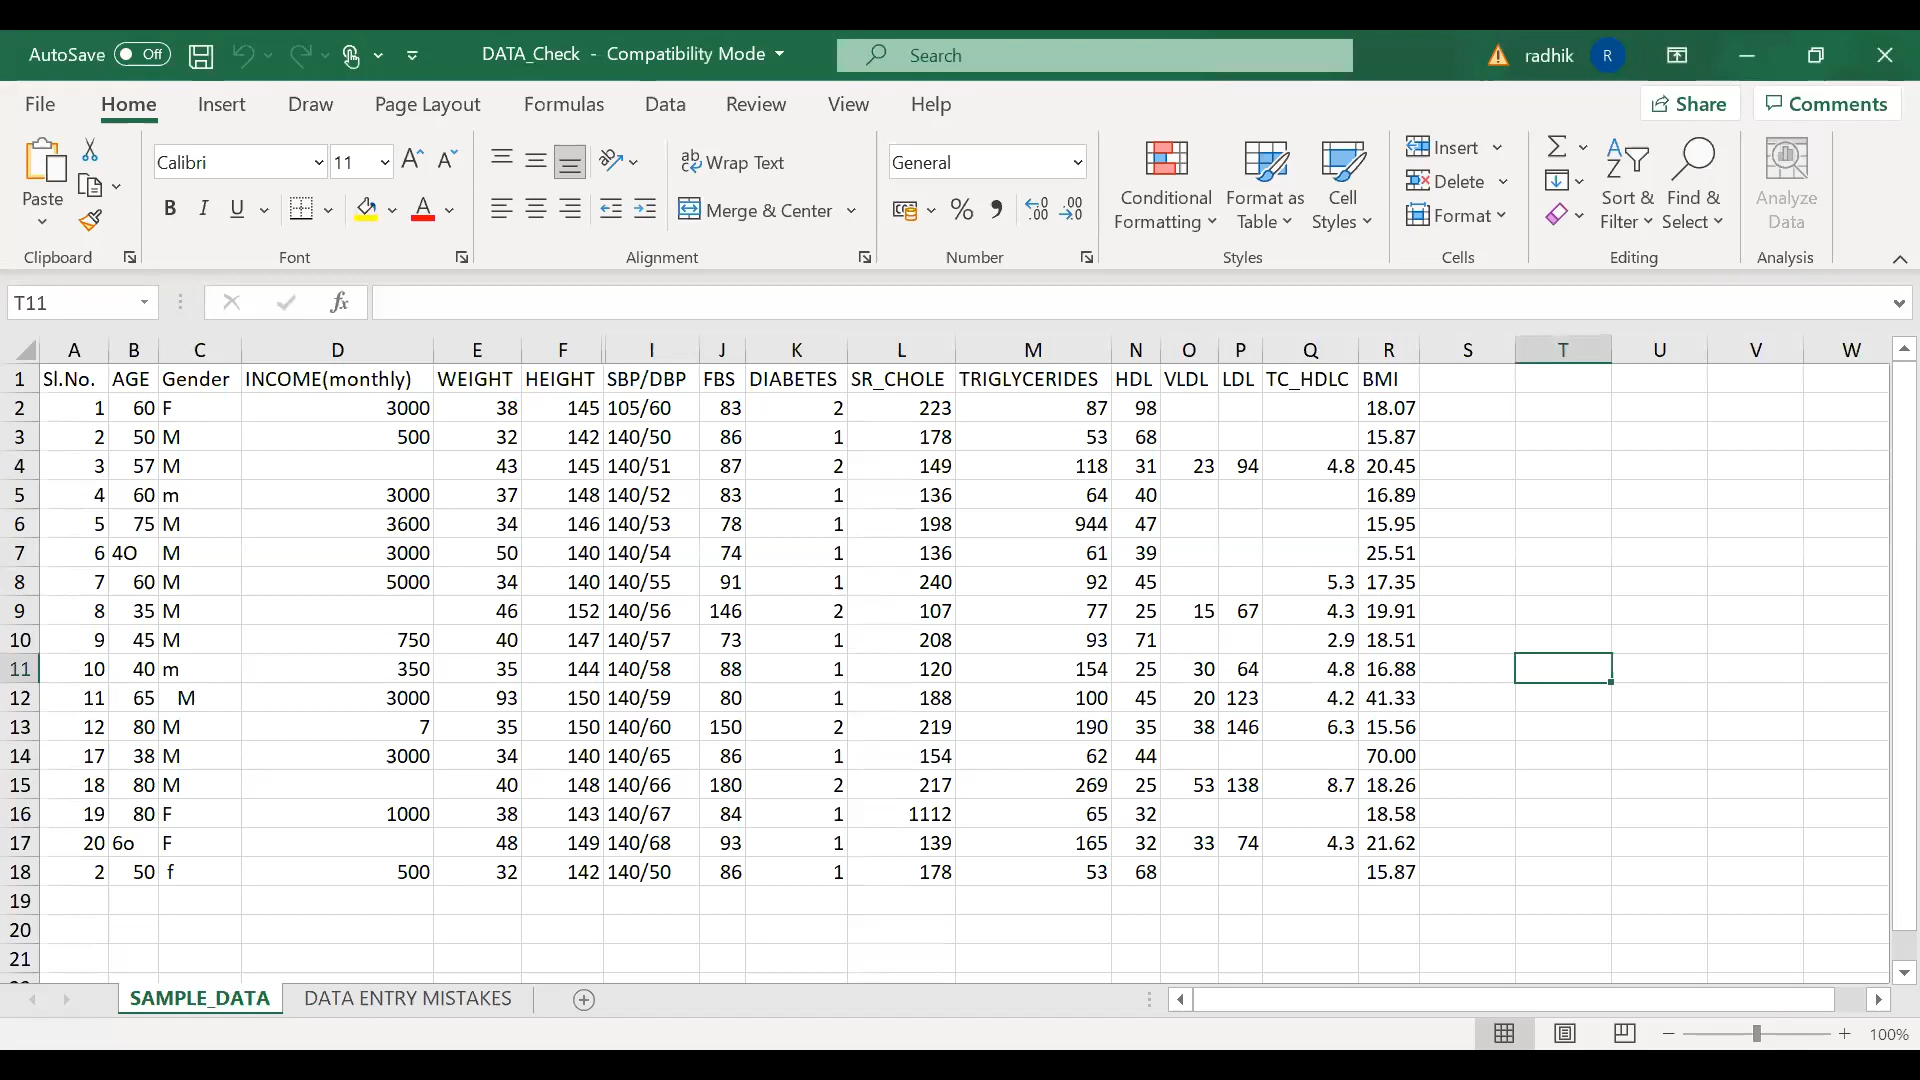 AutoSave Off DATA_Check - Compatibility Mode Search radhik R
File Home Insert Draw Page Layout Formulas Data Review View Help Share Comments
Paste Calibri 11 Wrap Text General Conditional Formatting Format as Table Cell Styles Insert Sort & Filter Find & Select Analyze Data
B I U Merge & Center Delete
Format
Clipboard Font Alignment Number Styles Cells Editing Analysis
T11 fx
A B C D E F I J K L M N O P Q R S T U V W
1 Sl.No. AGE Gender INCOME(monthly) WEIGHT HEIGHT SBP/DBP FBS DIABETES SR_CHOLE TRIGLYCERIDES HDL VLDL LDL TC_HDLC BMI
2 1 60 F 3000 38 145 105/60 83 2 223 87 98 18.07
3 2 50 M 500 32 142 140/50 86 1 178 53 68 15.87
4 3 57 M 43 145 140/51 87 2 149 118 31 23 94 4.8 20.45
5 4 60 m 3000 37 148 140/52 83 1 136 64 40 16.89
6 5 75 M 3600 34 146 140/53 78 1 198 944 47 15.95
7 6 4O M 3000 50 140 140/54 74 1 136 61 39 25.51
8 7 60 M 5000 34 140 140/55 91 1 240 92 45 5.3 17.35
9 8 35 M 46 152 140/56 146 2 107 77 25 15 67 4.3 19.91
10 9 45 M 750 40 147 140/57 73 1 208 93 71 2.9 18.51
11 10 40 m 350 35 144 140/58 88 1 120 154 25 30 64 4.8 16.88
12 11 65 M 3000 93 150 140/59 80 1 188 100 45 20 123 4.2 41.33
13 12 80 M 7 35 150 140/60 150 2 219 190 35 38 146 6.3 15.56
14 17 38 M 3000 34 140 140/65 86 1 154 62 44 70.00
15 18 80 M 40 148 140/66 180 2 217 269 25 53 138 8.7 18.26
16 19 80 F 1000 38 143 140/67 84 1 1112 65 32 18.58
17 20 6o F 48 149 140/68 93 1 139 165 32 33 74 4.3 21.62
18 2 50 f 500 32 142 140/50 86 1 178 53 68 15.87
19
20
21
SAMPLE_DATA DATA ENTRY MISTAKES
100%